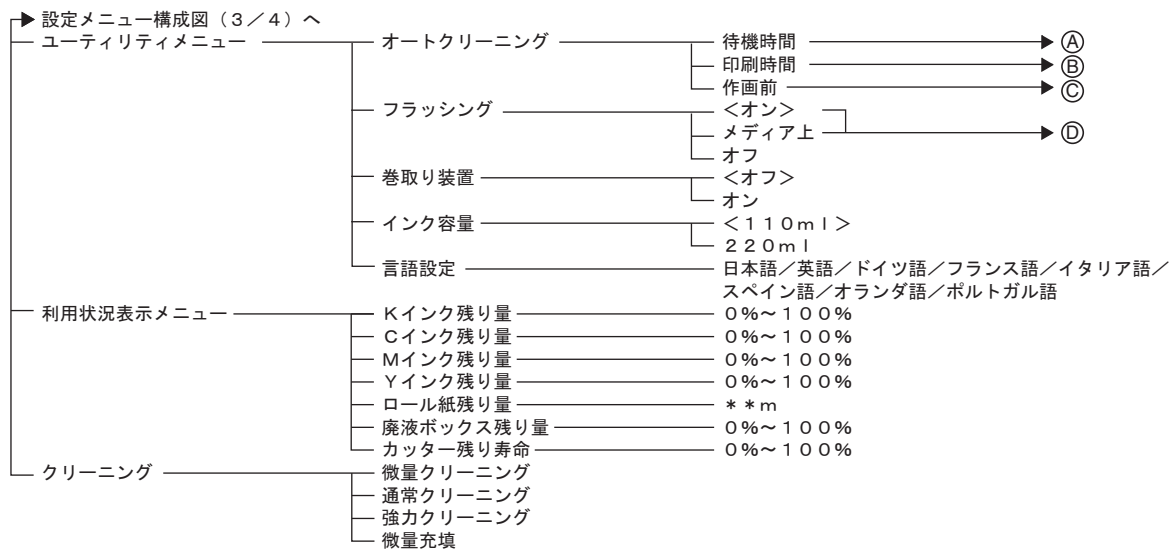 設定メニュー構成図（３／４）へ
ユーティリティメニュー オートクリーニング 待機時間 Ⓐ
印刷時間 Ⓑ
作画前 Ⓒ
フラッシング ＜オン＞
メディア上 Ⓓ
オフ
巻取り装置 ＜オフ＞
オン
インク容量 ＜１１０ｍｌ＞
２２０ｍｌ
言語設定 日本語／英語／ドイツ語／フランス語／イタリア語／
スペイン語／オランダ語／ポルトガル語
利用状況表示メニュー Ｋインク残り量 ０％～１００％
Ｃインク残り量 ０％～１００％
Ｍインク残り量 ０％～１００％
Ｙインク残り量 ０％～１００％
ロール紙残り量 ＊＊ｍ
廃液ボックス残り量 ０％～１００％
カッター残り寿命 ０％～１００％
クリーニング 微量クリーニング
通常クリーニング
強力クリーニング
微量充填